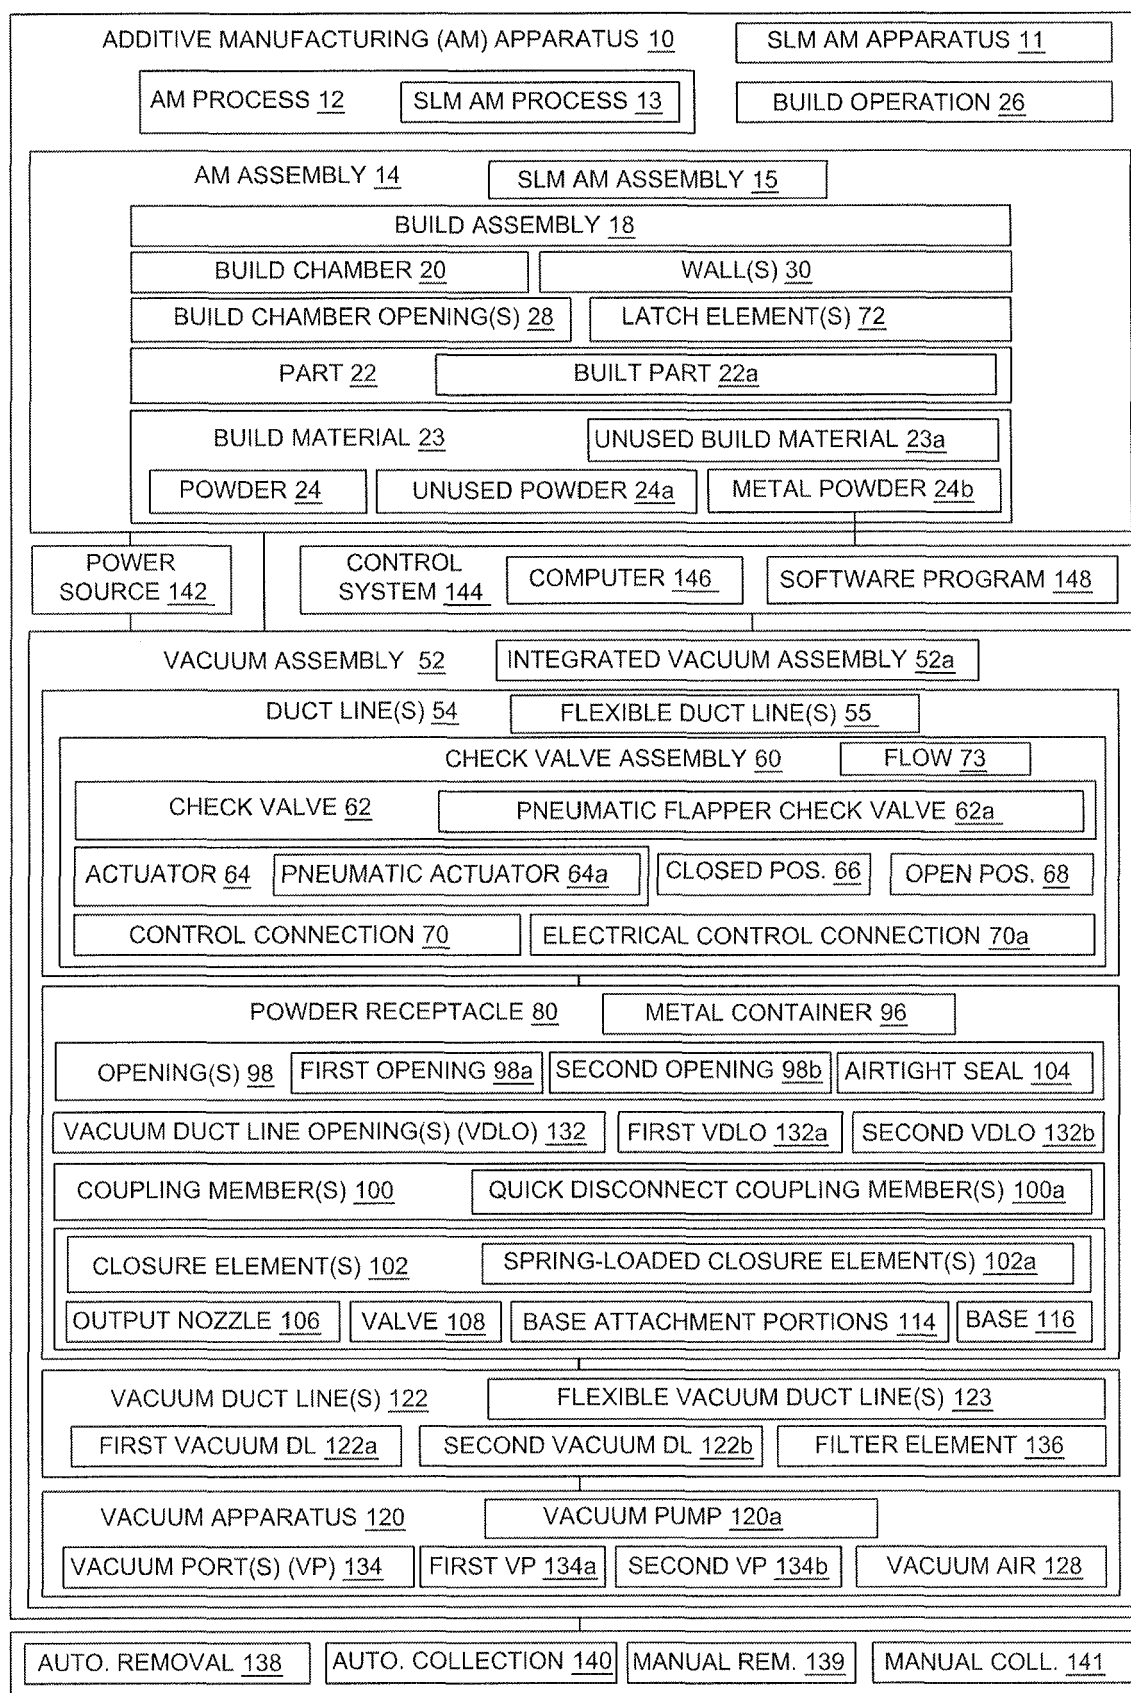 ADDITIVE MANUFACTURING (AM) APPARATUS 10
SLM AM APPARATUS 11
AM PROCESS 12
SLM AM PROCESS 13
BUILD OPERATION 26
AM ASSEMBLY 14
SLM AM ASSEMBLY 15
BUILD ASSEMBLY 18
BUILD CHAMBER 20
WALL(S) 30
BUILD CHAMBER OPENING(S) 28
LATCH ELEMENT(S) 72
PART 22
BUILT PART 22a
BUILD MATERIAL 23
UNUSED BUILD MATERIAL 23a
POWDER 24
UNUSED POWDER 24a
METAL POWDER 24b
POWER
SOURCE 142
CONTROL
SYSTEM 144
COMPUTER 146
SOFTWARE PROGRAM 148
VACUUM ASSEMBLY 52
INTEGRATED VACUUM ASSEMBLY 52a
DUCT LINE(S) 54
FLEXIBLE DUCT LINE(S) 55
CHECK VALVE ASSEMBLY 60
FLOW 73
CHECK VALVE 62
PNEUMATIC FLAPPER CHECK VALVE 62a
ACTUATOR 64
PNEUMATIC ACTUATOR 64a
CLOSED POS. 66
OPEN POS. 68
CONTROL CONNECTION 70
ELECTRICAL CONTROL CONNECTION 70a
POWDER RECEPTACLE 80
METAL CONTAINER 96
OPENING(S) 98
FIRST OPENING 98a
SECOND OPENING 98b
AIRTIGHT SEAL 104
VACUUM DUCT LINE OPENING(S) (VDLO) 132
FIRST VDLO 132a
SECOND VDLO 132b
COUPLING MEMBER(S) 100
QUICK DISCONNECT COUPLING MEMBER(S) 100a
CLOSURE ELEMENT(S) 102
SPRING-LOADED CLOSURE ELEMENT(S) 102a
OUTPUT NOZZLE 106
VALVE 108
BASE ATTACHMENT PORTIONS 114
BASE 116
VACUUM DUCT LINE(S) 122
FLEXIBLE VACUUM DUCT LINE(S) 123
FIRST VACUUM DL 122a
SECOND VACUUM DL 122b
FILTER ELEMENT 136
VACUUM APPARATUS 120
VACUUM PUMP 120a
VACUUM PORT(S) (VP) 134
FIRST VP 134a
SECOND VP 134b
VACUUM AIR 128
AUTO. REMOVAL 138
AUTO. COLLECTION 140
MANUAL REM. 139
MANUAL COLL. 141